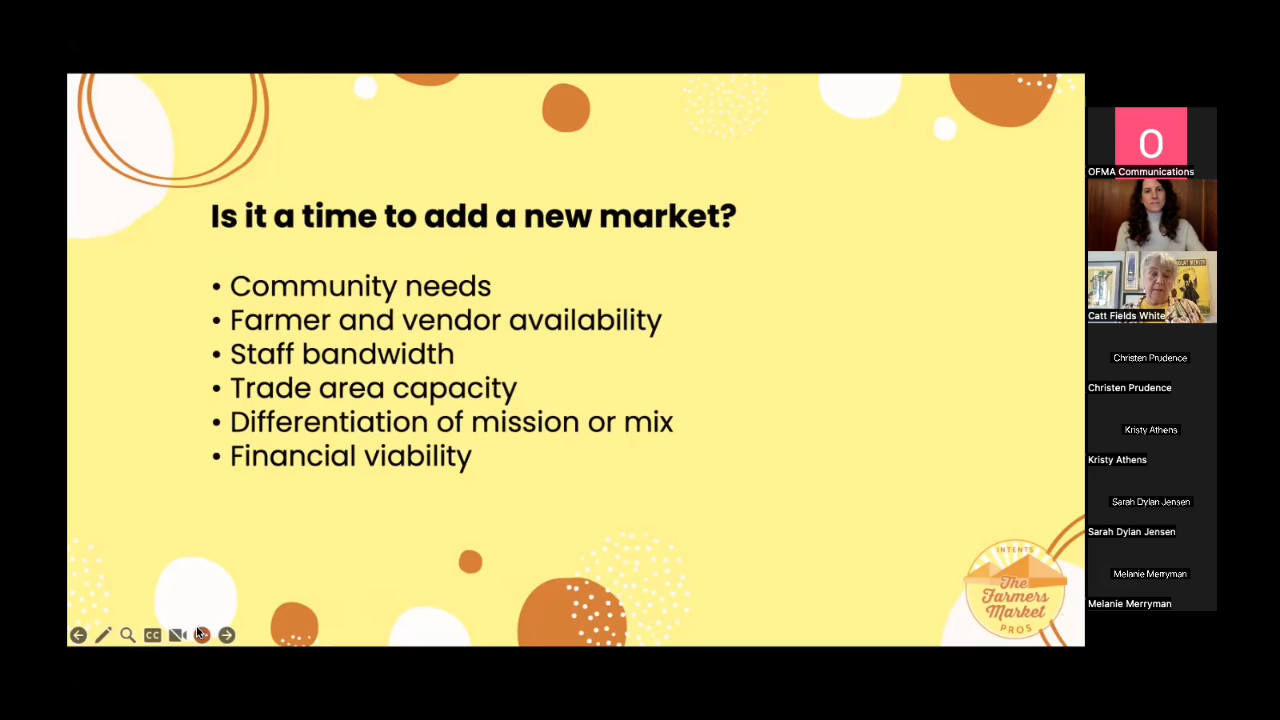 Is it a time to add a new market?
• Community needs
• Farmer and vendor availability
• Staff bandwidth
• Trade area capacity
• Differentiation of mission or mix
• Financial viability
INTENTS
The
Farmers
Market
PROS
CC
O
OFMA Communications
Catt Fields White
Christen Prudence
Christen Prudence
Kristy Athens
Kristy Athens
Sarah Dylan Jensen
Sarah Dylan Jensen
Melanie Merryman
Melanie Merryman